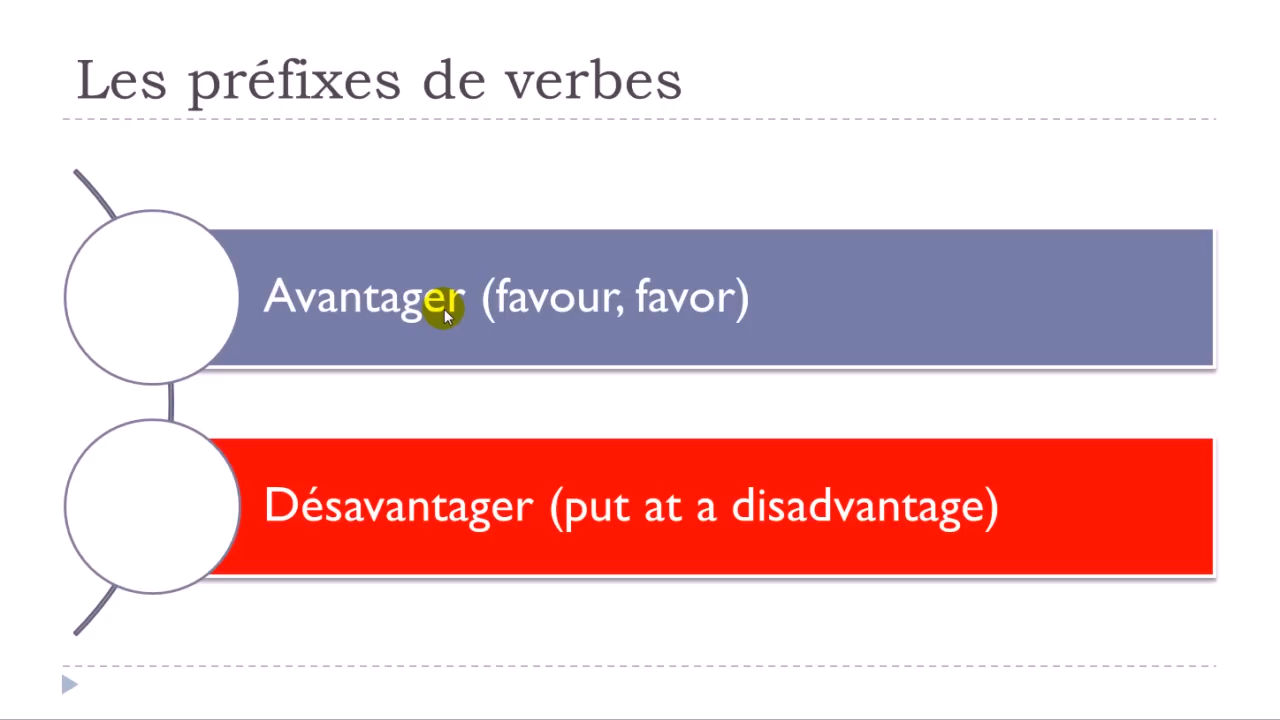 Les préfixes de verbes
Avantager (favour, favor)
Désavantager (put at a disadvantage)